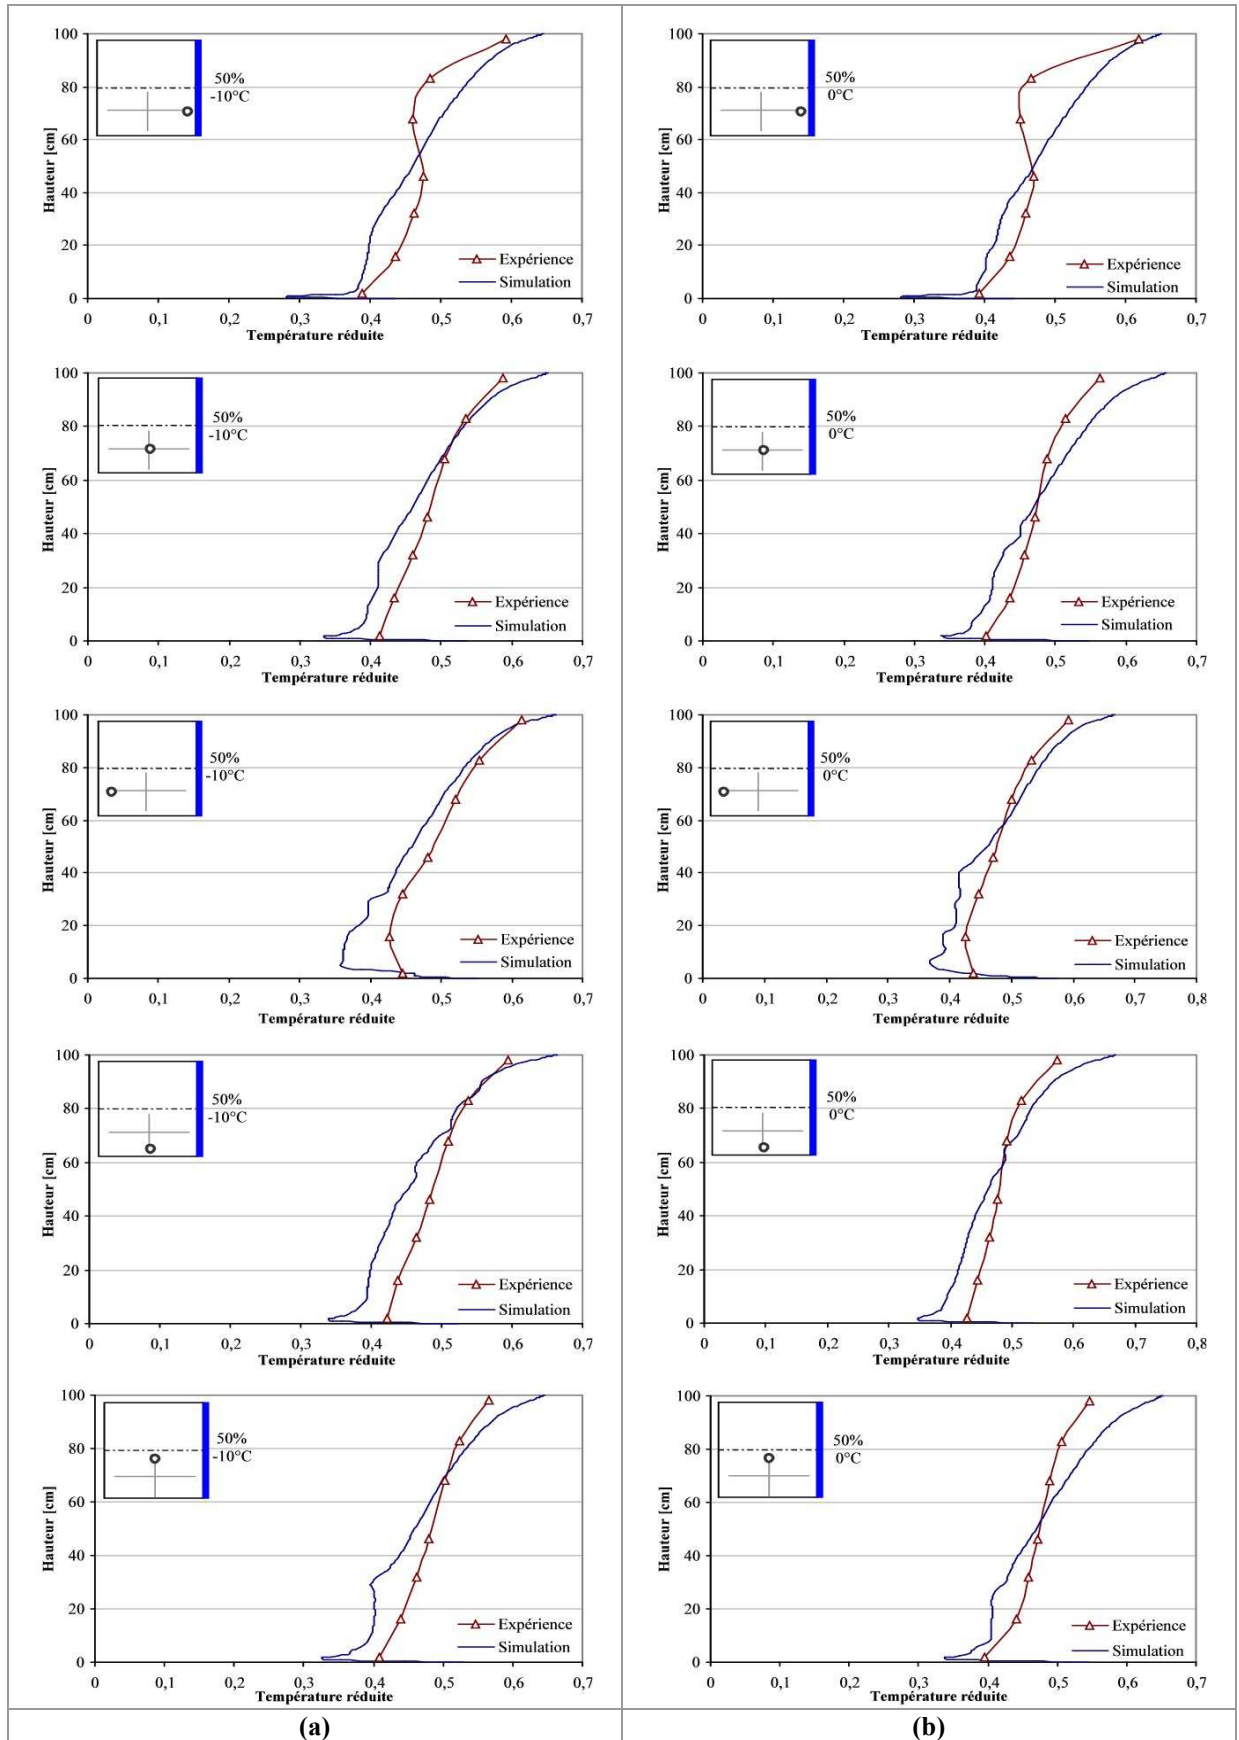 100
80
60
40
20
0
Hauteur [cm]
50%
-10°C
Expérience
Simulation
0 0,1 0,2 0,3 0,4 0,5 0,6 0,7
Température réduite
100
80
60
40
20
0
Hauteur [cm]
50%
0°C
Expérience
Simulation
0 0,1 0,2 0,3 0,4 0,5 0,6 0,7
Température réduite
100
80
60
40
20
0
Hauteur [cm]
50%
-10°C
Expérience
Simulation
0 0,1 0,2 0,3 0,4 0,5 0,6 0,7
Température réduite
100
80
60
40
20
0
Hauteur [cm]
50%
0°C
Expérience
Simulation
0 0,1 0,2 0,3 0,4 0,5 0,6 0,7
Température réduite
100
80
60
40
20
0
Hauteur [cm]
50%
-10°C
Expérience
Simulation
0 0,1 0,2 0,3 0,4 0,5 0,6 0,7
Température réduite
100
80
60
40
20
0
Hauteur [cm]
50%
0°C
Expérience
Simulation
0 0,1 0,2 0,3 0,4 0,5 0,6 0,7 0,8
Température réduite
100
80
60
40
20
0
Hauteur [cm]
50%
-10°C
Expérience
Simulation
0 0,1 0,2 0,3 0,4 0,5 0,6 0,7
Température réduite
100
80
60
40
20
0
Hauteur [cm]
50%
0°C
Expérience
Simulation
0 0,1 0,2 0,3 0,4 0,5 0,6 0,7 0,8
Température réduite
100
80
60
40
20
0
Hauteur [cm]
50%
-10°C
Expérience
Simulation
0 0,1 0,2 0,3 0,4 0,5 0,6 0,7
Température réduite
100
80
60
40
20
0
Hauteur [cm]
50%
0°C
Expérience
Simulation
0 0,1 0,2 0,3 0,4 0,5 0,6 0,7
Température réduite
(a)
(b)